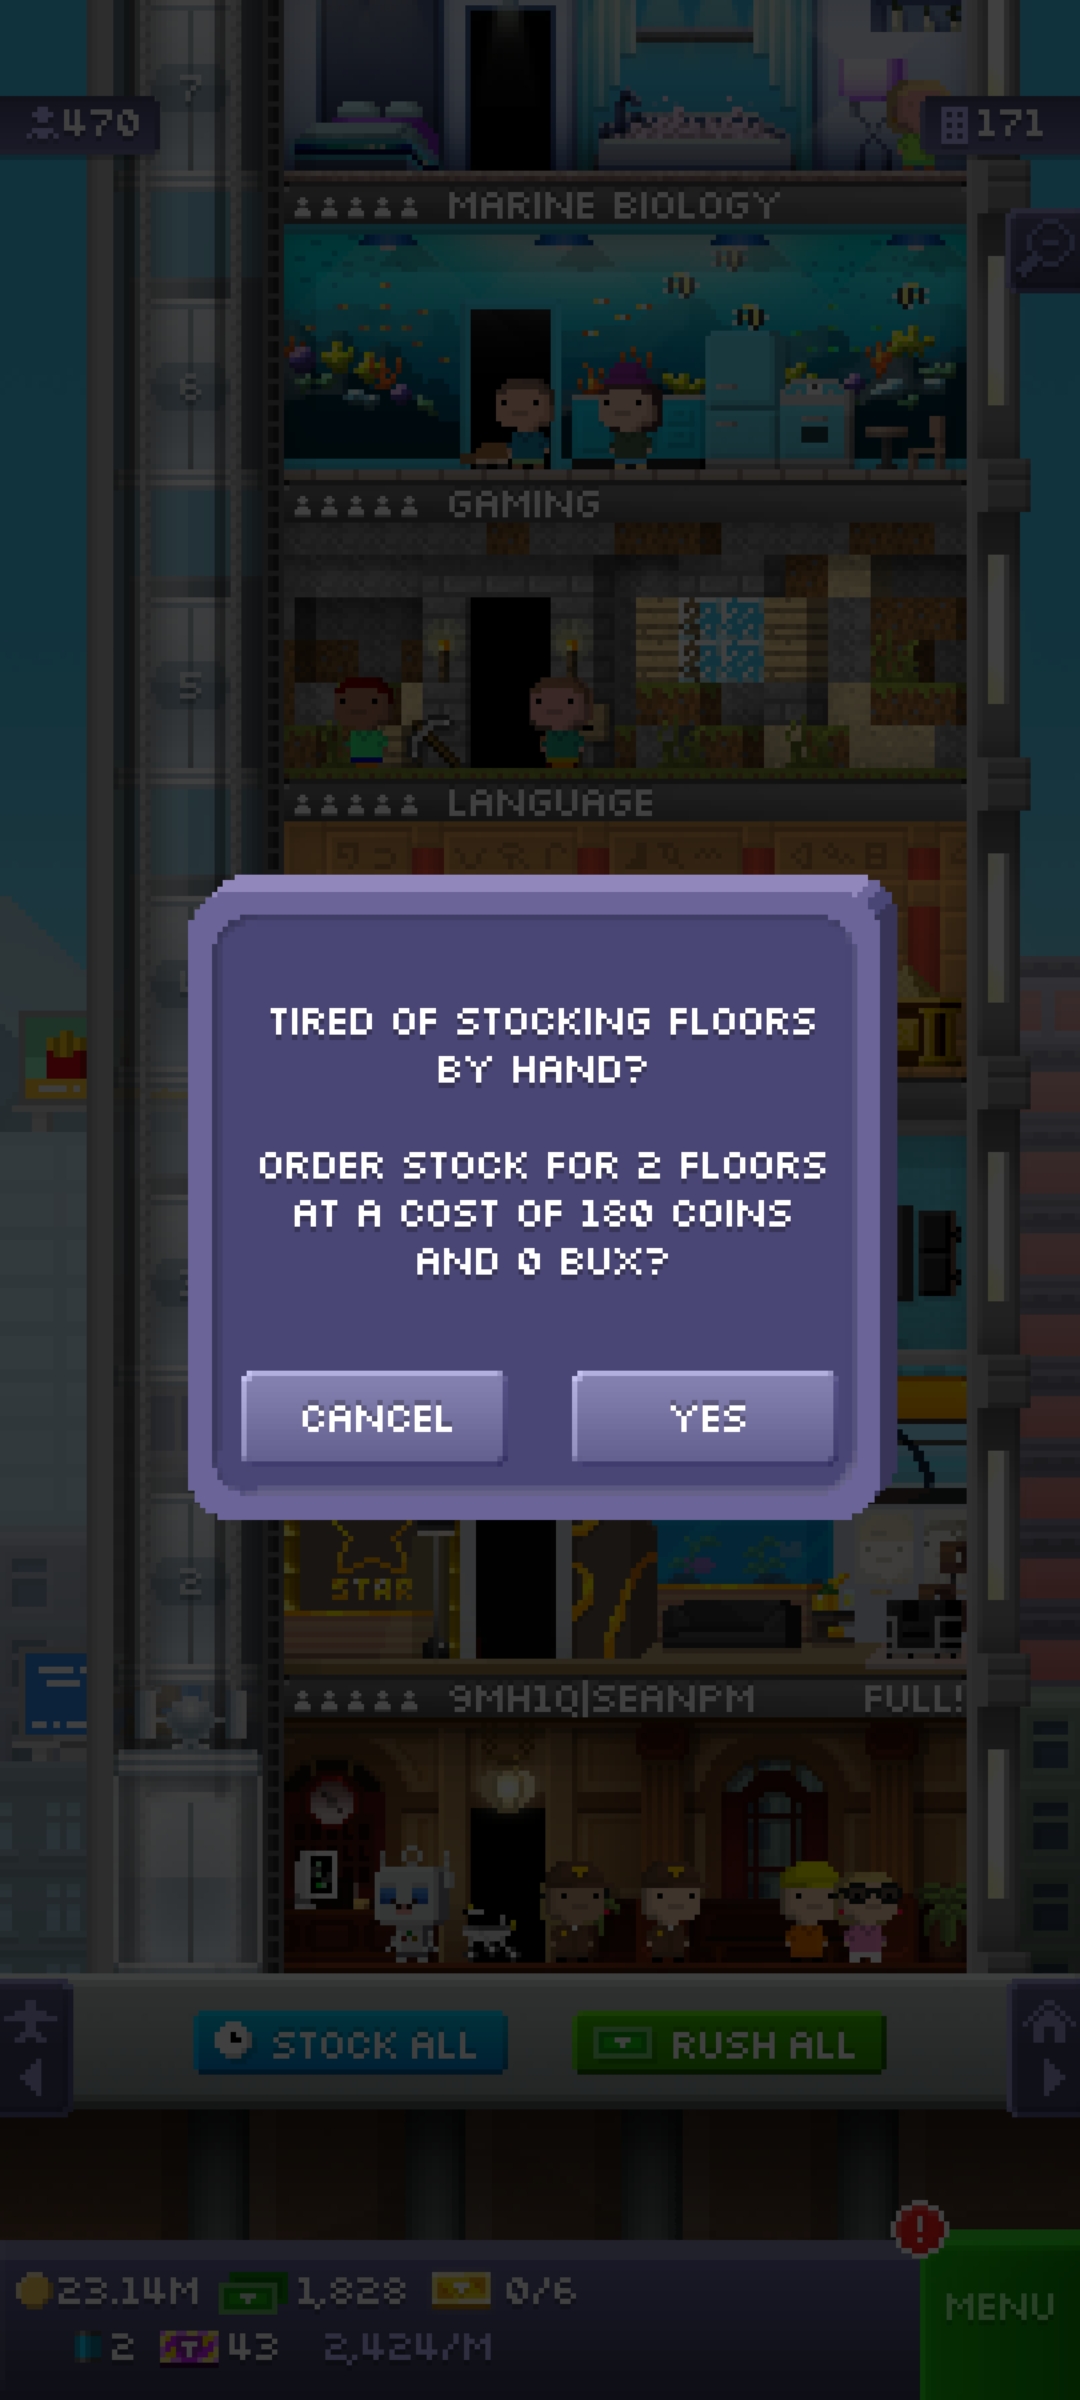 7
470
171
MARINE BIOLOGY
6
GAMING
5
LANGUAGE
TIRED OF STOCKING FLOORS
BY HAND?
ORDER STOCK FOR 2 FLOORS
AT A COST OF 180 COINS
AND 0 BUX?
CANCEL
YES
STAR
2
9MH1Q|SEANPM
FULL!
STOCK ALL
RUSH ALL
23.14M
1,828
0/6
MENU
2
43
2,424/M